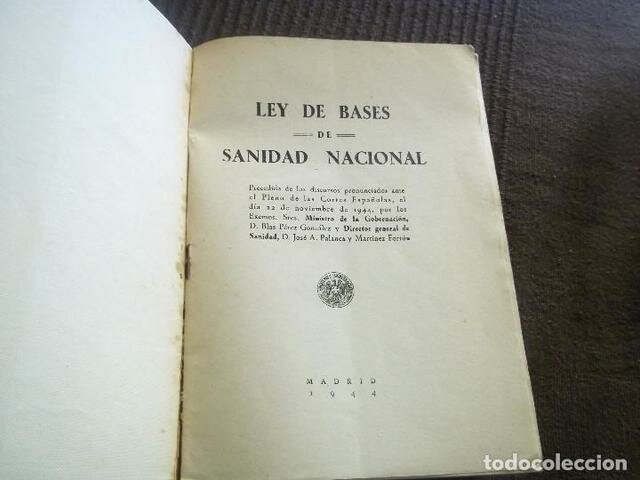 LEY DE BASES
DE
SANIDAD NACIONAL
Precedida de los discursos pronunciados ante
el Pleno de las Cortes Españolas, el
día 22 de noviembre de 1944, por los
Excmos. Sres. Ministro de la Gobernación,
D. Blas Pérez González y Director general de
Sanidad, D. José A. Palanca y Martínez Fortún
MADRID
1944
todocoleccion